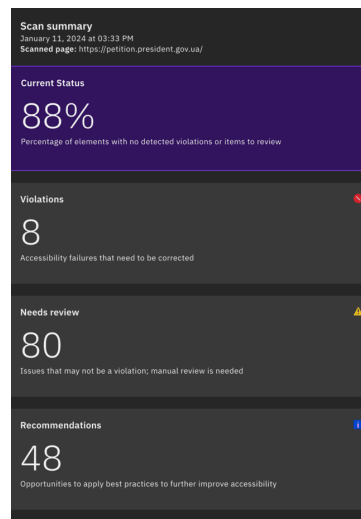 Scan summary
January 11, 2024 at 03:33 PM
Scanned page: https://petition.president.gov.ua/
Current Status
88%
Percentage of elements with no detected violations or items to review
Violations
8
Accessibility failures that need to be corrected
Needs review
80
Issues that may not be a violation; manual review is needed
Recommendations
48
Opportunities to apply best practices to further improve accessibility